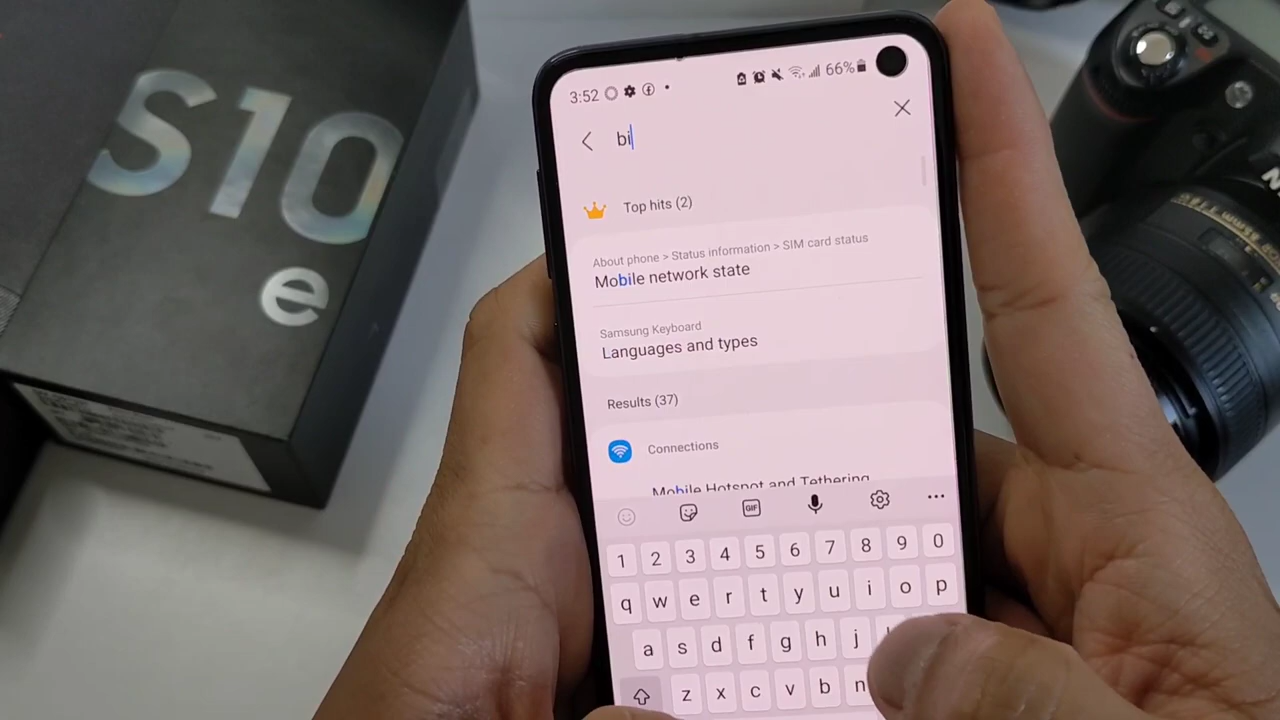 S10
e
3:52 66%
bi
Top hits (2)
About phone > Status information > SIM card status
Mobile network state
Samsung Keyboard
Languages and types
Results (37)
Connections
Mobile Hotspot and Tethering
GIF
1 2 3 4 5 6 7 8 9 0
q w e r t y u i o p
a s d f g h j
z x c v b n